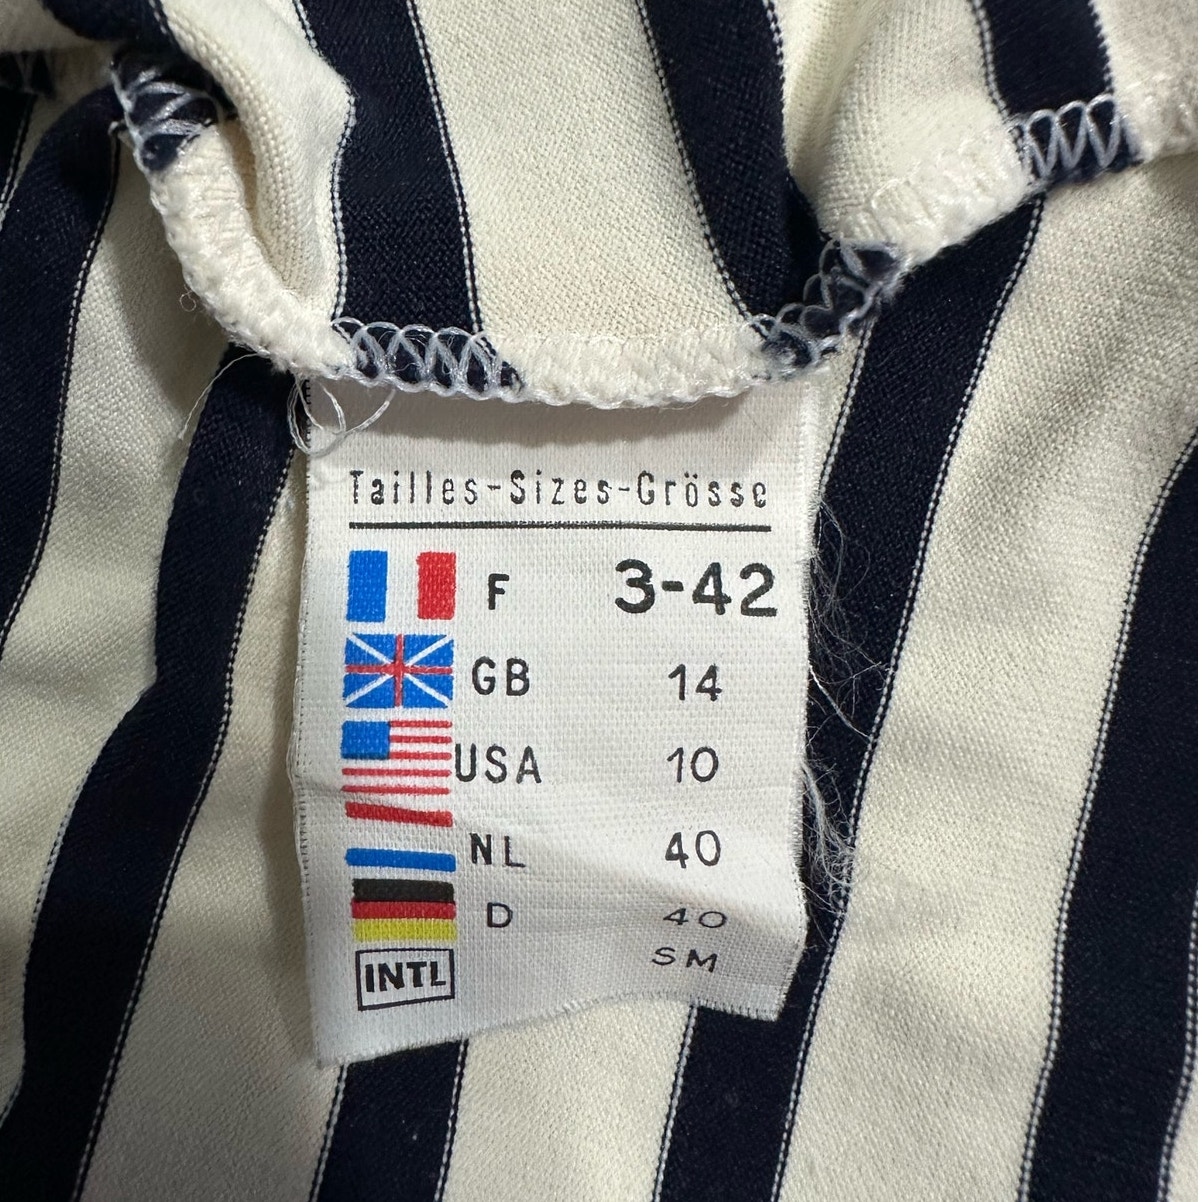 Tailles-Sizes-Grösse
F 3-42
GB 14
USA 10
NL 40
D 40
INTL SM